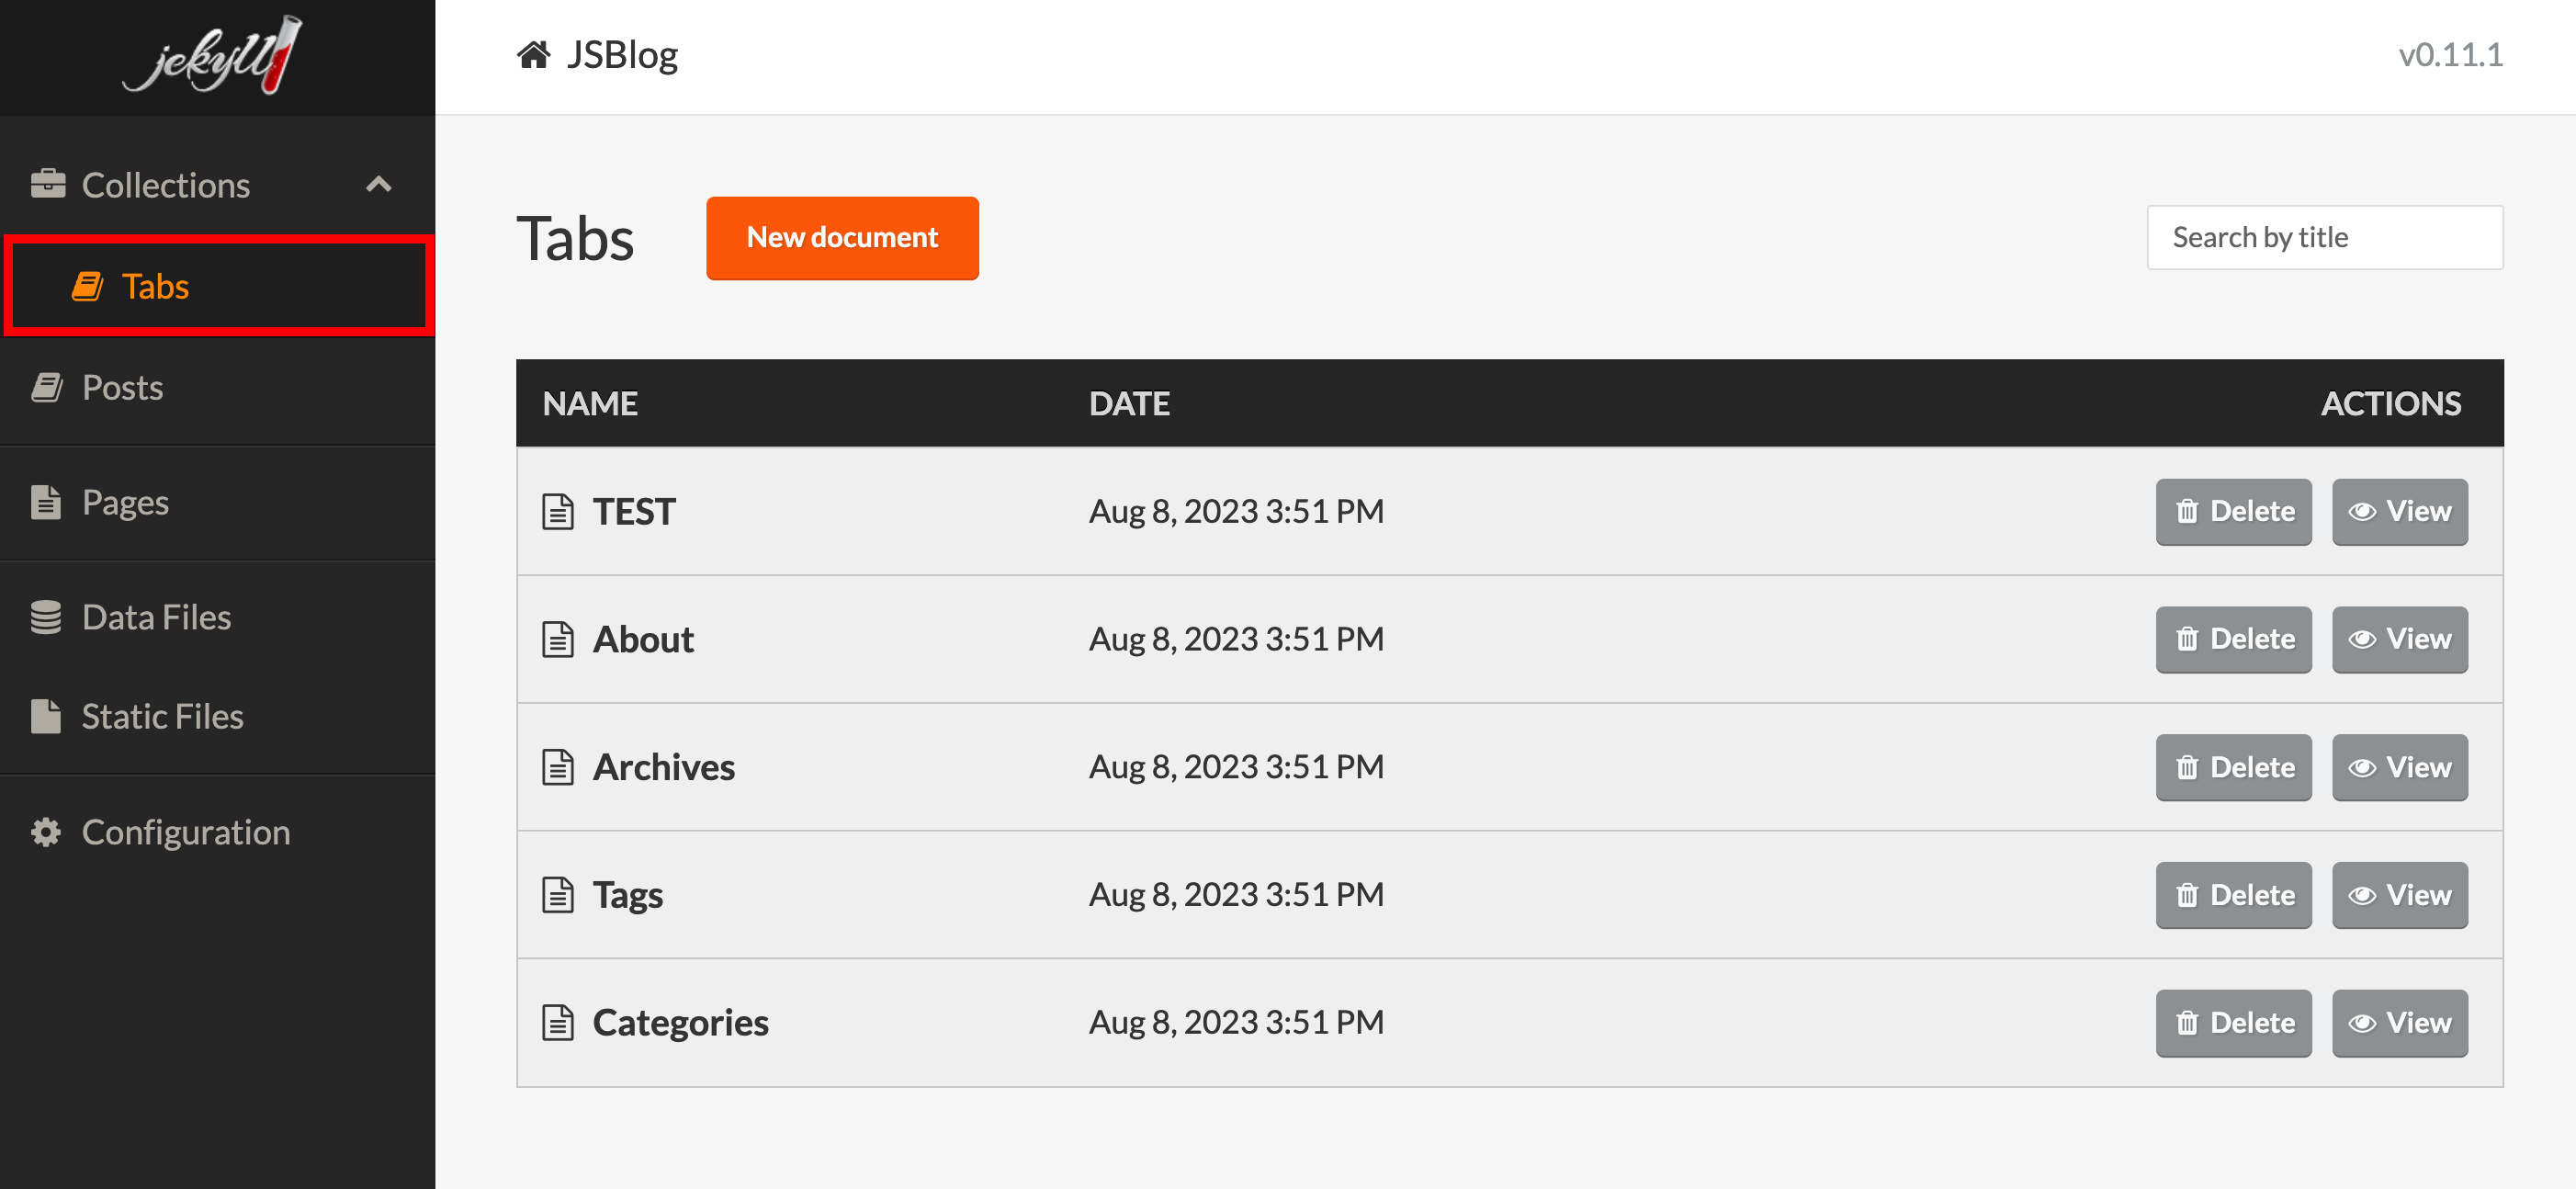 jekyll
JSBlog
v0.11.1
Collections
Tabs
Posts
Pages
Data Files
Static Files
Configuration
Tabs
New document
Search by title
NAME DATE ACTIONS
TEST Aug 8, 2023 3:51 PM Delete View
About Aug 8, 2023 3:51 PM Delete View
Archives Aug 8, 2023 3:51 PM Delete View
Tags Aug 8, 2023 3:51 PM Delete View
Categories Aug 8, 2023 3:51 PM Delete View